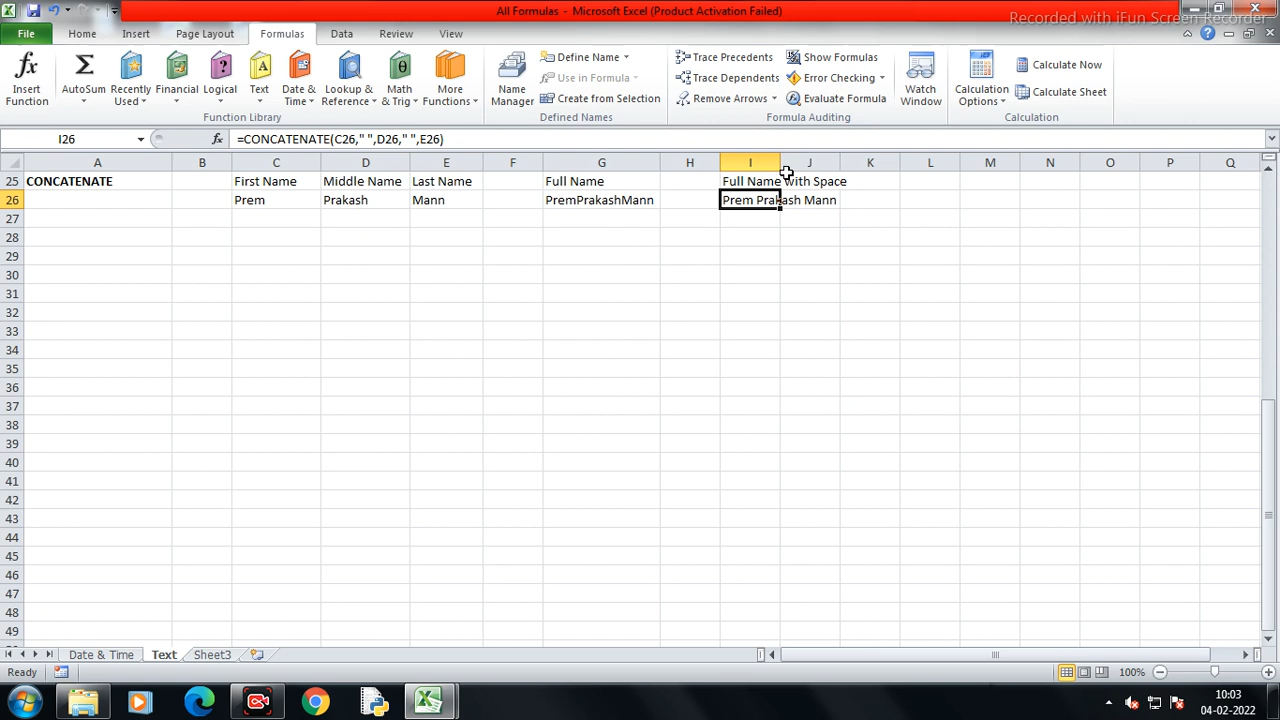 All Formulas - Microsoft Excel (Product Activation Failed)
Recorded with iFun Screen Recorder
File Home Insert Page Layout Formulas Data Review View
Insert Function
AutoSum
Recently Used
Financial
Logical
Text
Date & Time
Lookup & Reference
Math & Trig
More Functions
Function Library
Name Manager
Define Name
Use in Formula
Create from Selection
Defined Names
Trace Precedents
Trace Dependents
Remove Arrows
Show Formulas
Error Checking
Evaluate Formula
Formula Auditing
Watch Window
Calculation Options
Calculate Now
Calculate Sheet
Calculation
I26 fx =CONCATENATE(C26," ",D26," ",E26)
A B C D E F G H I J K L M N O P Q
25 CONCATENATE First Name Middle Name Last Name Full Name Full Name with Space
26 Prem Prakash Mann PremPrakashMann Prem Prakash Mann
27
28
29
30
31
32
33
34
35
36
37
38
39
40
41
42
43
44
45
46
47
48
49
Date & Time Text Sheet3
Ready 100%
10:03
04-02-2022